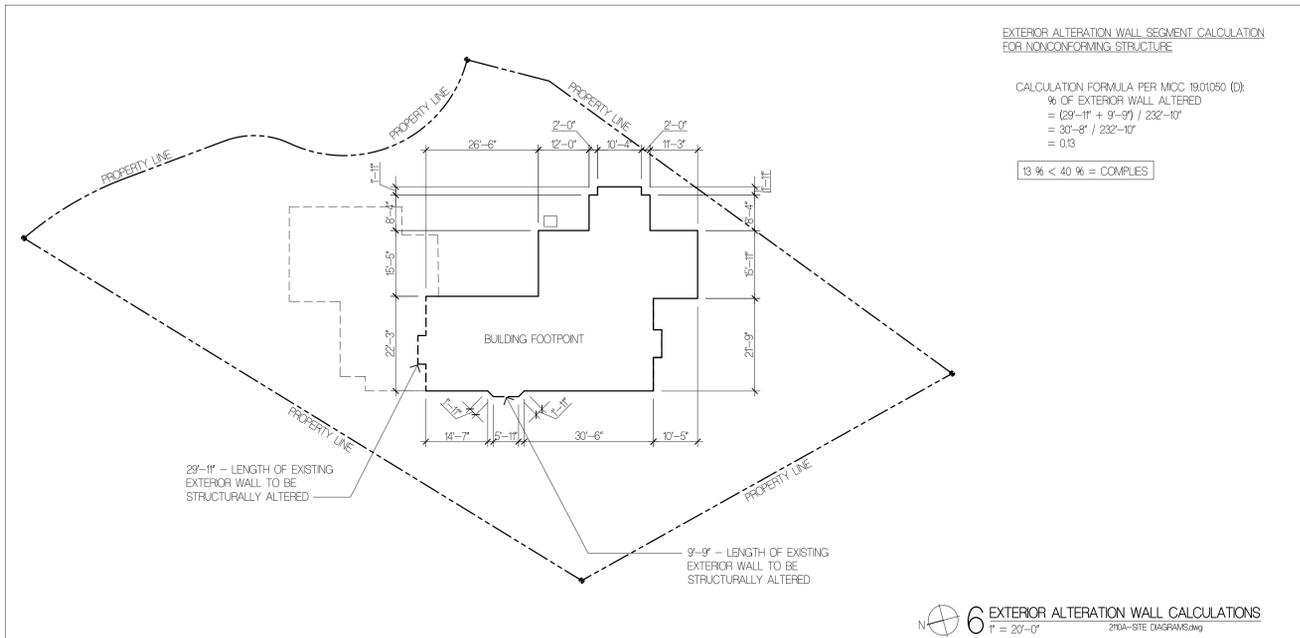 EXTERIOR ALTERATION WALL SEGMENT CALCULATION
FOR NONCONFORMING STRUCTURE
CALCULATION FORMULA PER MICC 19.01.050 (D):
% OF EXTERIOR WALL ALTERED
= (29'-11" + 9'-9") / 232'-10"
= 30'-8" / 232'-10"
= 0.13
13 % < 40 % = COMPLIES
PROPERTY LINE
PROPERTY LINE
PROPERTY LINE
2'-0"
2'-0"
26'-6"
12'-0"
10'-4"
11'-3"
1'-11"
1'-11"
8'-4"
8'-4"
15'-11"
22'-3"
21'-9"
BUILDING FOOTPOINT
1'-11"
1'-11"
14'-7"
5'-11"
30'-6"
10'-5"
PROPERTY LINE
PROPERTY LINE
29'-11" - LENGTH OF EXISTING
EXTERIOR WALL TO BE
STRUCTURALLY ALTERED
9'-9" - LENGTH OF EXISTING
EXTERIOR WALL TO BE
STRUCTURALLY ALTERED
N
6
EXTERIOR ALTERATION WALL CALCULATIONS
1" = 20'-0"
2110A-SITE DIAGRAMS.dwg